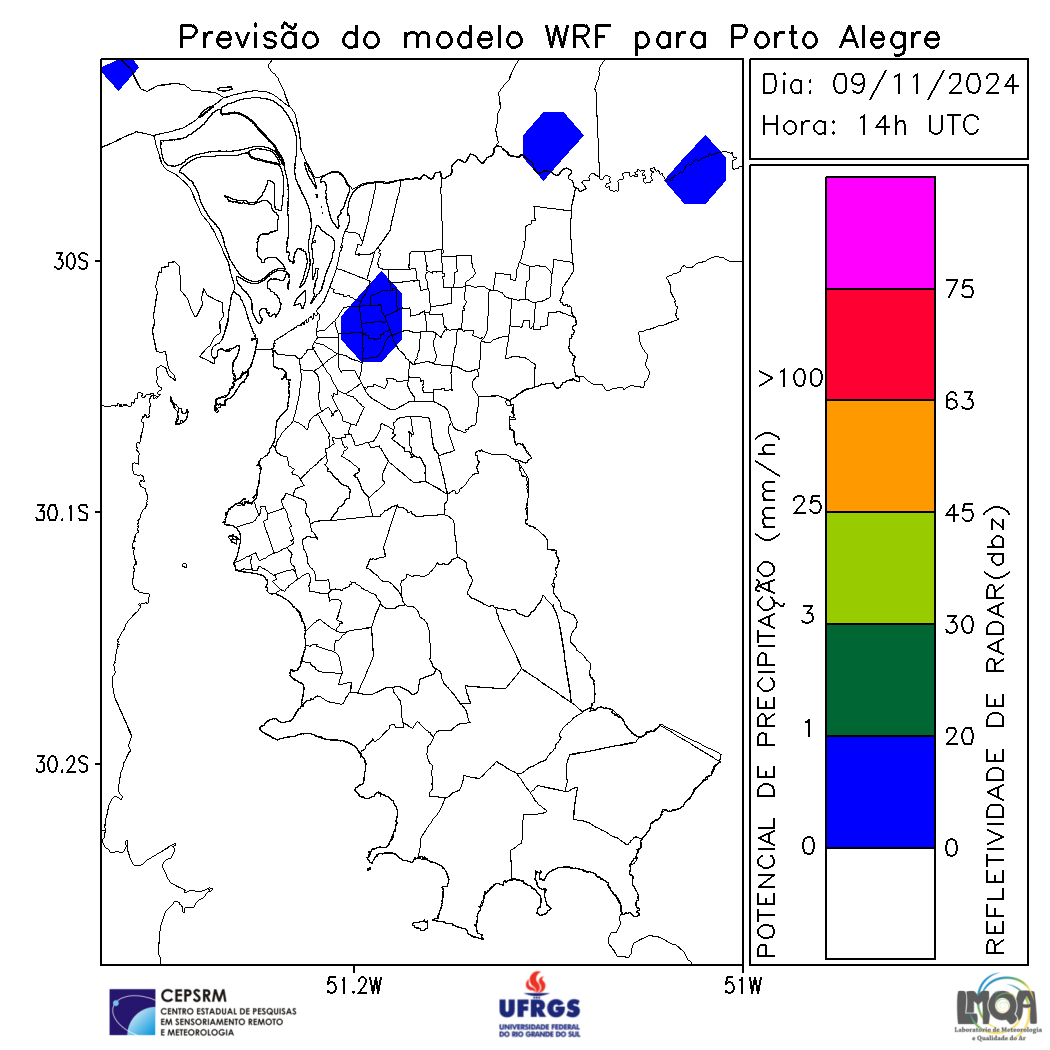 Previsão do modelo WRF para Porto Alegre
Dia: 09/11/2024
Hora: 14h UTC
30S
30.1S
30.2S
51.2W
51W
POTENCIAL DE PRECIPITAÇÃO (mm/h)
>100
25
3
1
0
75
63
45
30
20
0
REFLETIVIDADE DE RADAR(dbz)
CEPSRM
CENTRO ESTADUAL DE PESQUISAS
EM SENSORIAMENTO REMOTO
E METEOROLOGIA
UFRGS
UNIVERSIDADE FEDERAL
DO RIO GRANDE DO SUL
LMQA
Laboratório de Meteorologia
e Qualidade do Ar